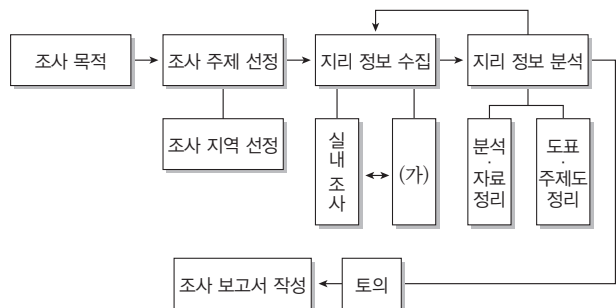 조사 목적
조사 주제 선정
지리 정보 수집
지리 정보 분석
조사 지역 선정
실내 조사
(가)
분석·
자료
정리
도표·
주제도
정리
조사 보고서 작성
토의